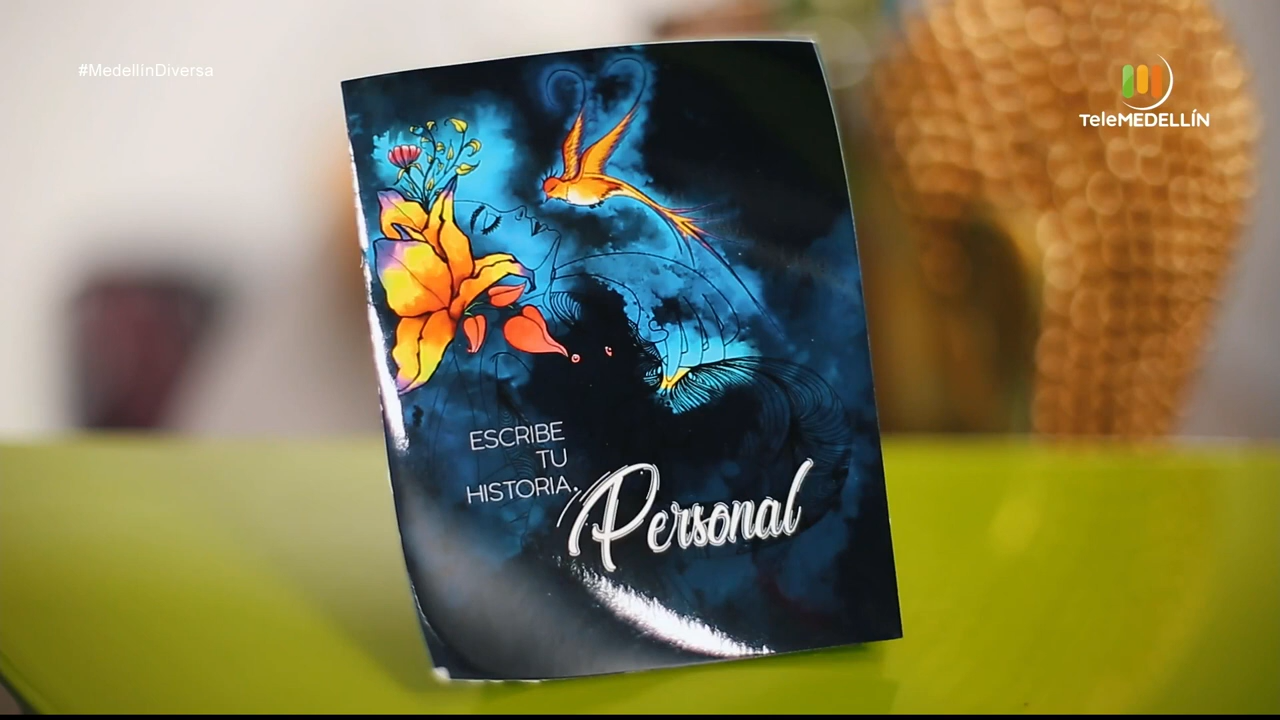 #MedellínDiversa
TeleMEDELLÍN
ESCRIBE
TU
HISTORIA.
Personal